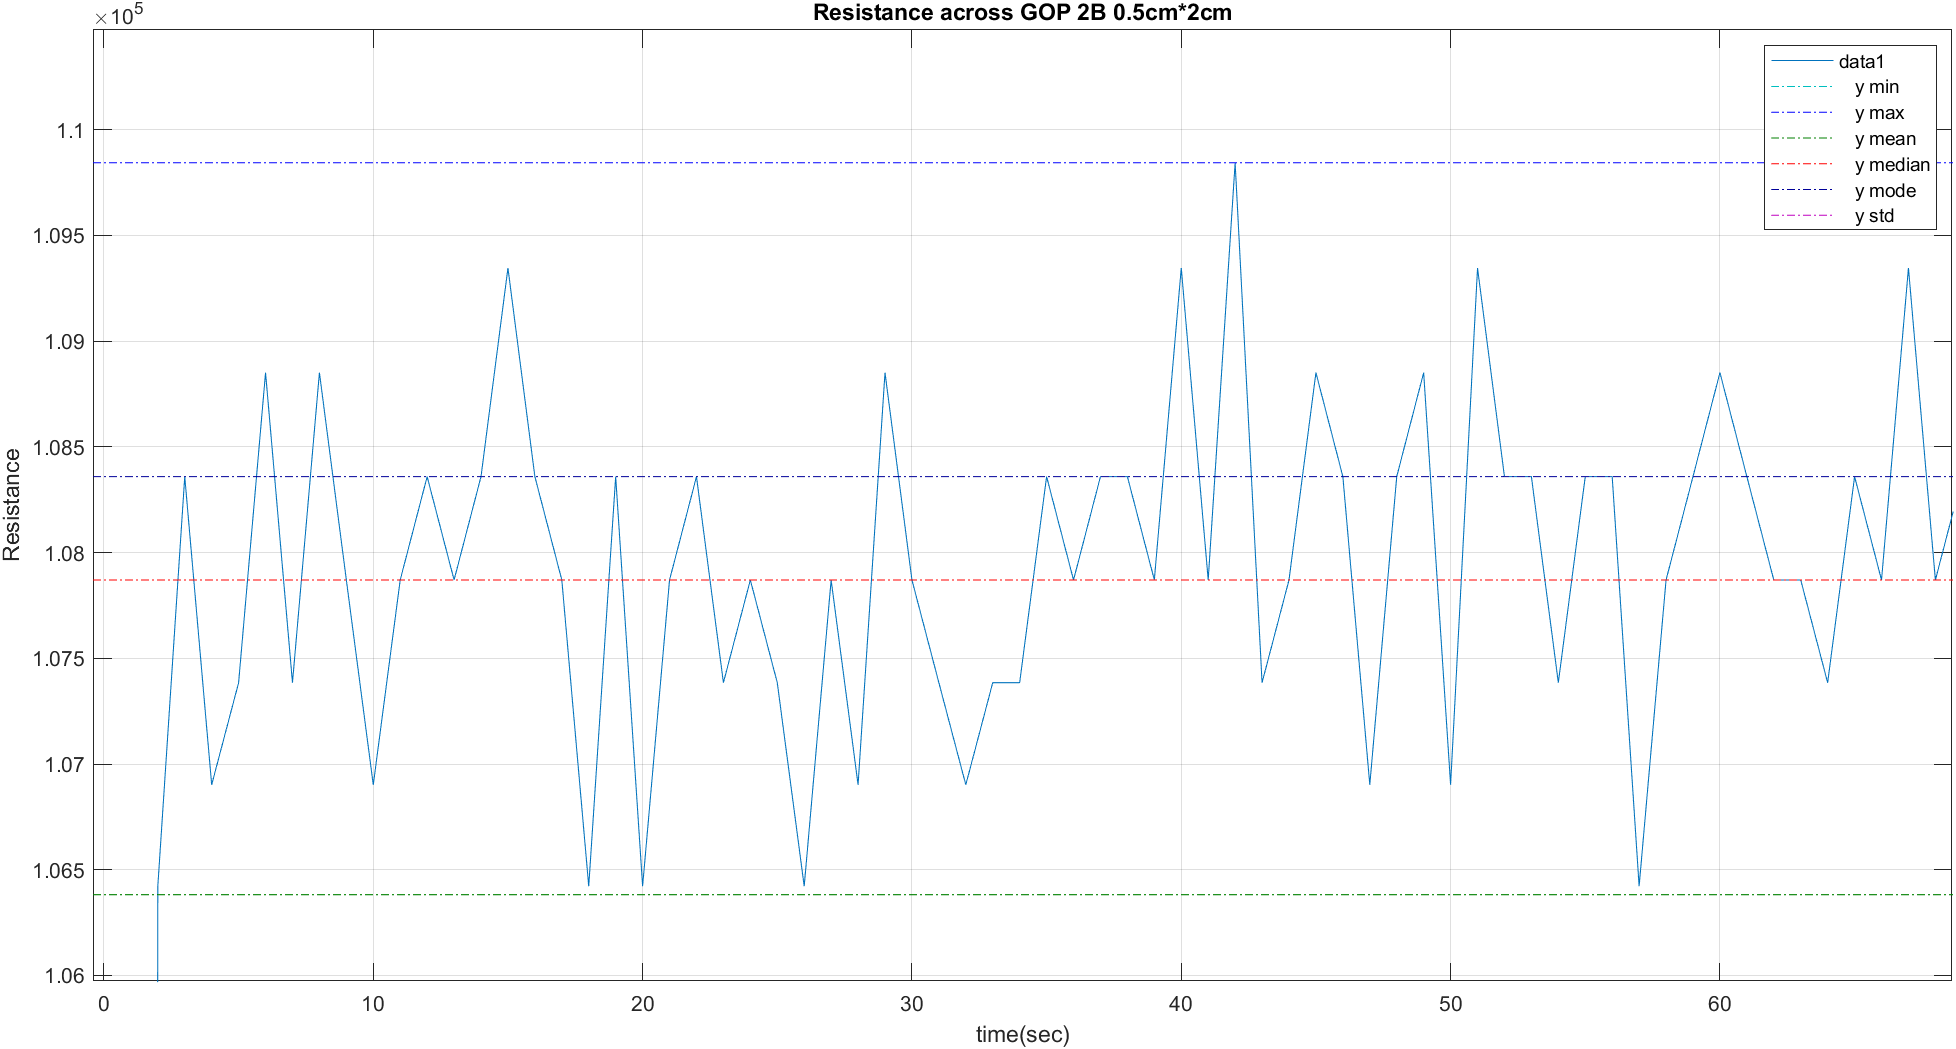 Resistance across GOP 2B 0.5cm*2cm
×10⁵
1.1
1.095
1.09
1.085
1.08
1.075
1.07
1.065
1.06
Resistance
0 10 20 30 40 50 60
time(sec)
data1
y min
y max
y mean
y median
y mode
y std